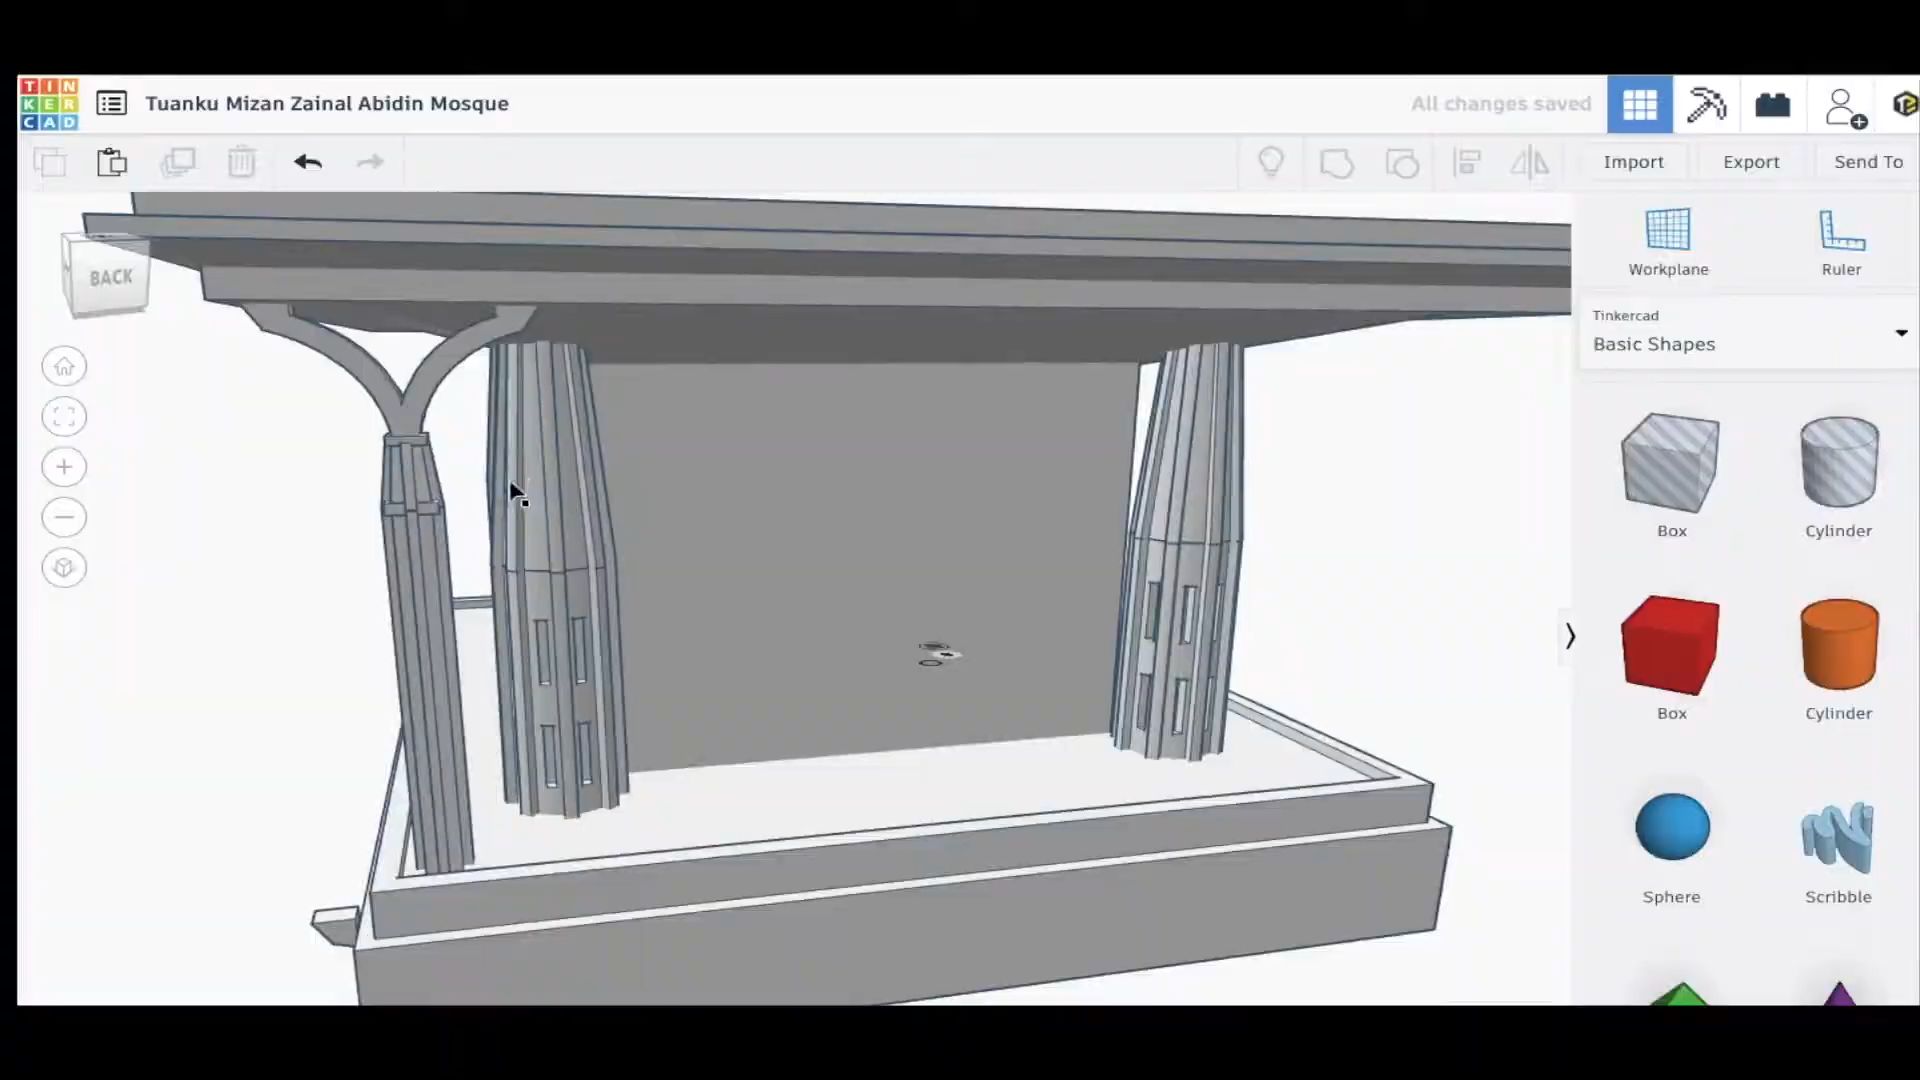 TIN
KER
CAD
Tuanku Mizan Zainal Abidin Mosque
All changes saved
Import
Export
Send To
BACK
Workplane
Ruler
Tinkercad
Basic Shapes
Box
Cylinder
Box
Cylinder
Sphere
Scribble